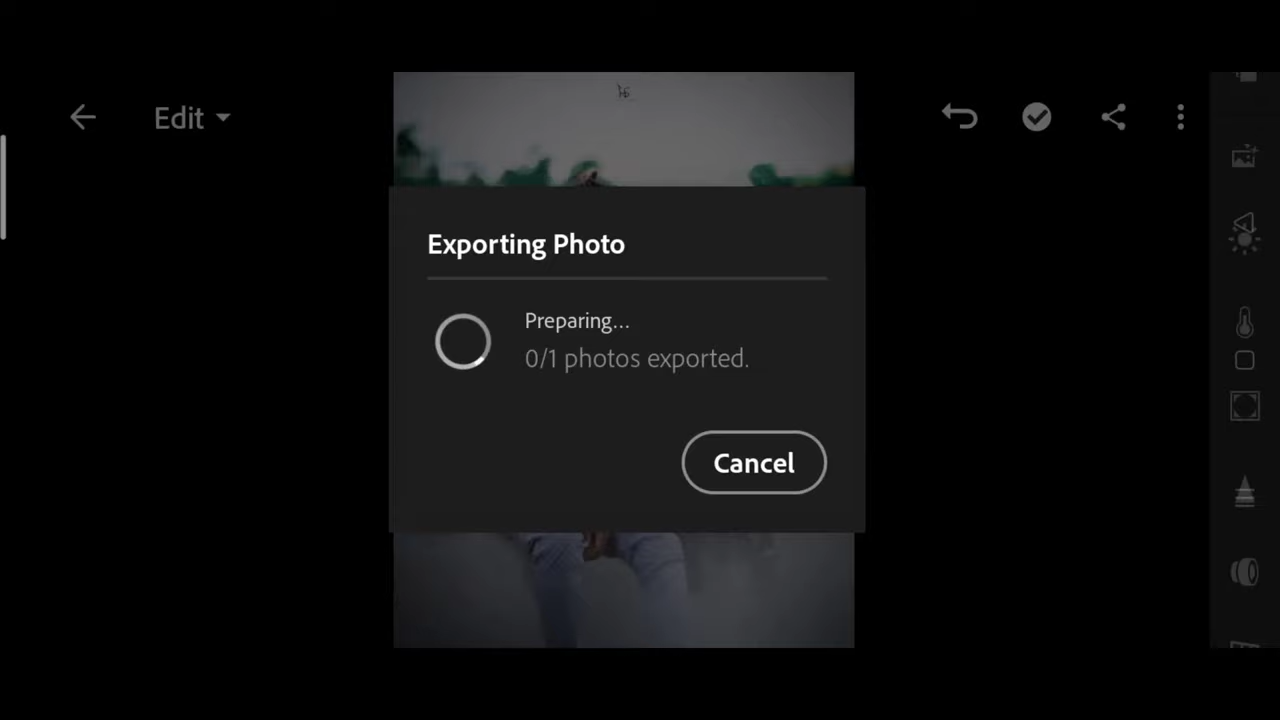 Edit
Exporting Photo
Preparing...
0/1 photos exported.
Cancel